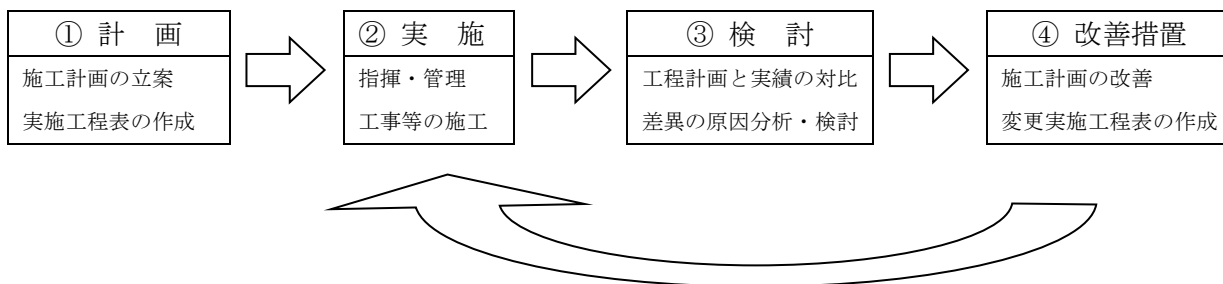 ① 計　画
施工計画の立案
実施工程表の作成
② 実　施
指揮・管理
工事等の施工
③ 検　討
工程計画と実績の対比
差異の原因分析・検討
④ 改善措置
施工計画の改善
変更実施工程表の作成